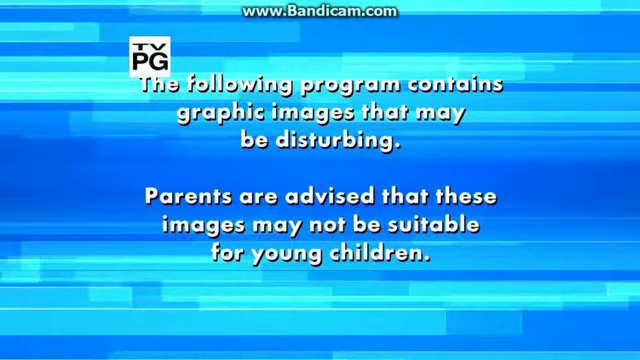 www.Bandicam.com
TV
PG
The following program contains
graphic images that may
be disturbing.
Parents are advised that these
images may not be suitable
for young children.